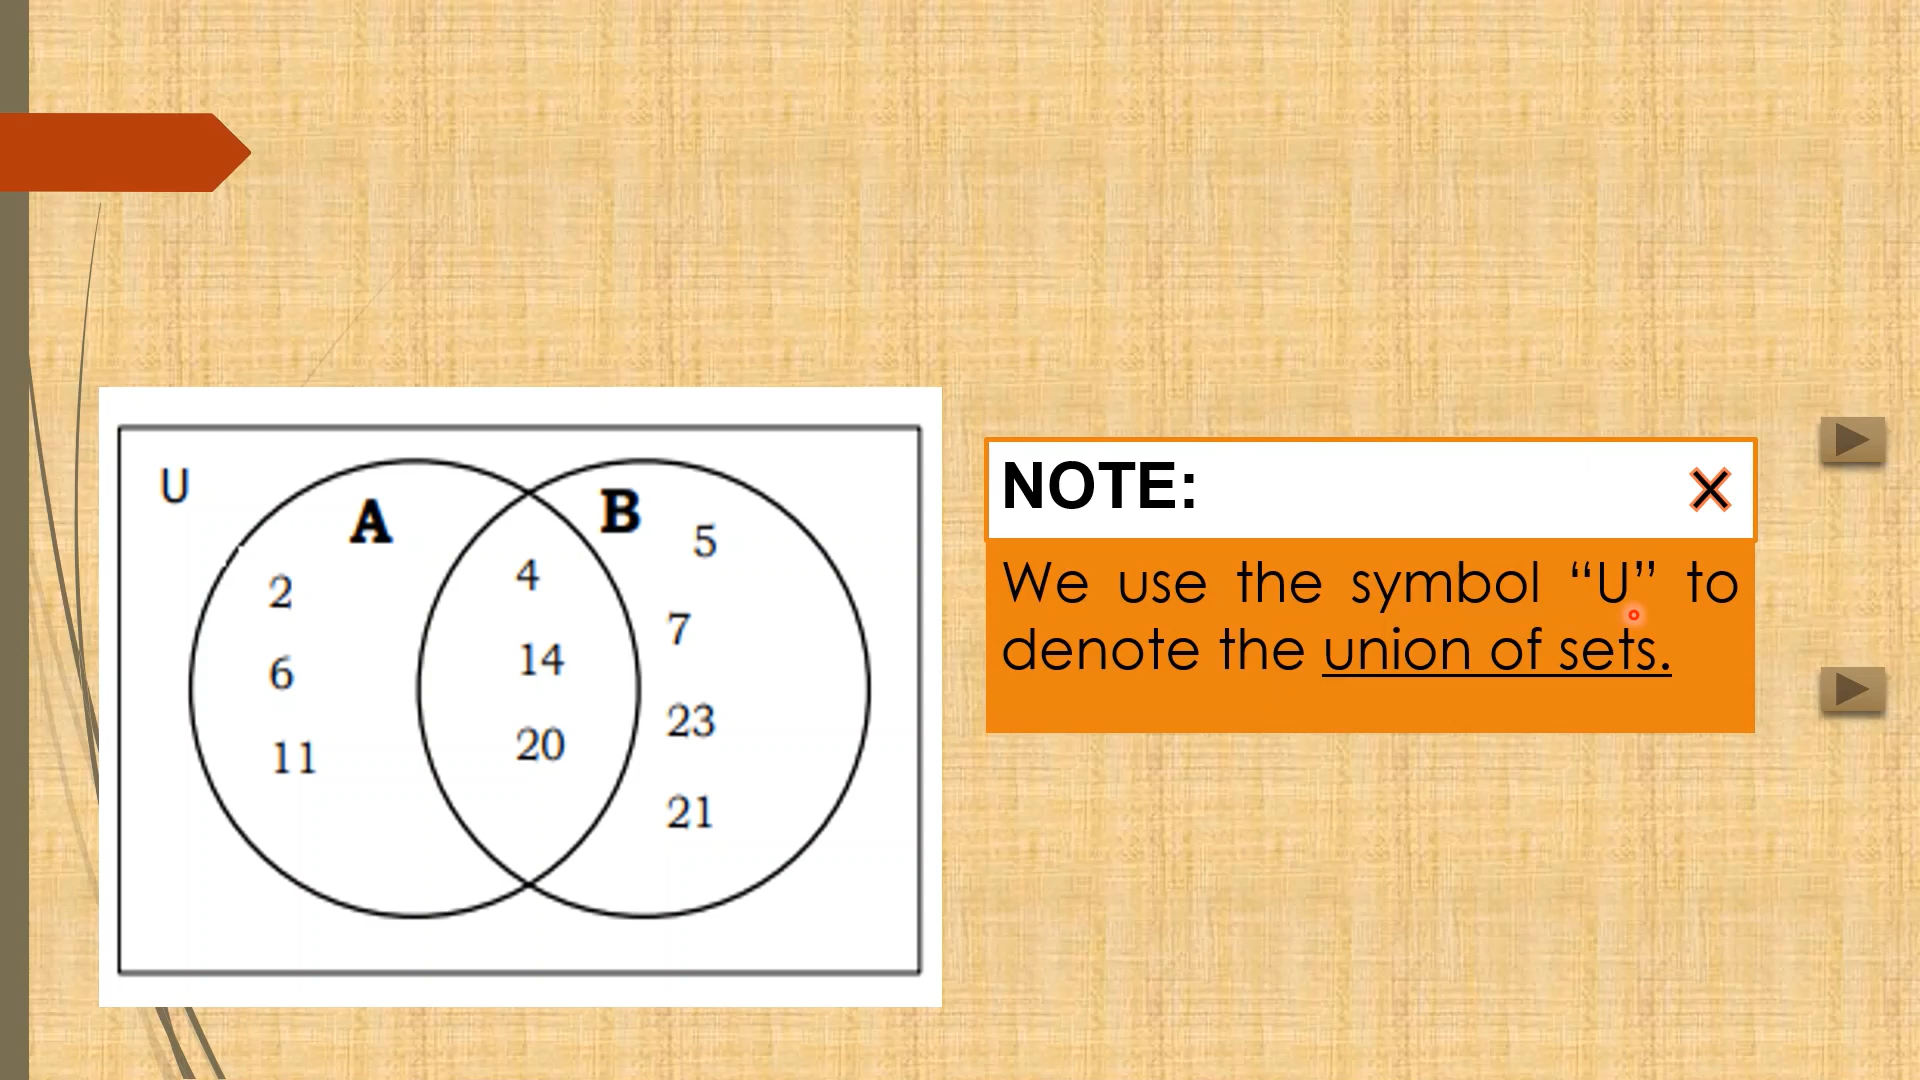 U
A
B
5
4
2
7
14
6
23
20
11
21
NOTE:
We use the symbol “U” to
denote the union of sets.